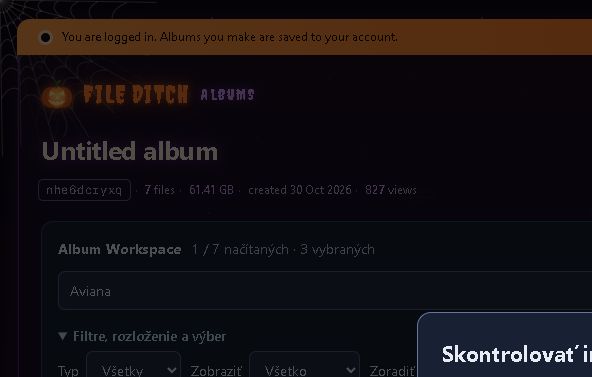 You are logged in. Albums you make are saved to your account.
FILE DITCH ALBUMS
Untitled album
nhe6dcryxq · 7 files · 61.41 GB · created 30 Oct 2026 · 827 views
Album Workspace 1 / 7 načítaných · 3 vybraných
Aviana
▼ Filtre, rozloženie a výber
Typ Všetky Zobraziť Všetko Zoradiť
Skontrolovať